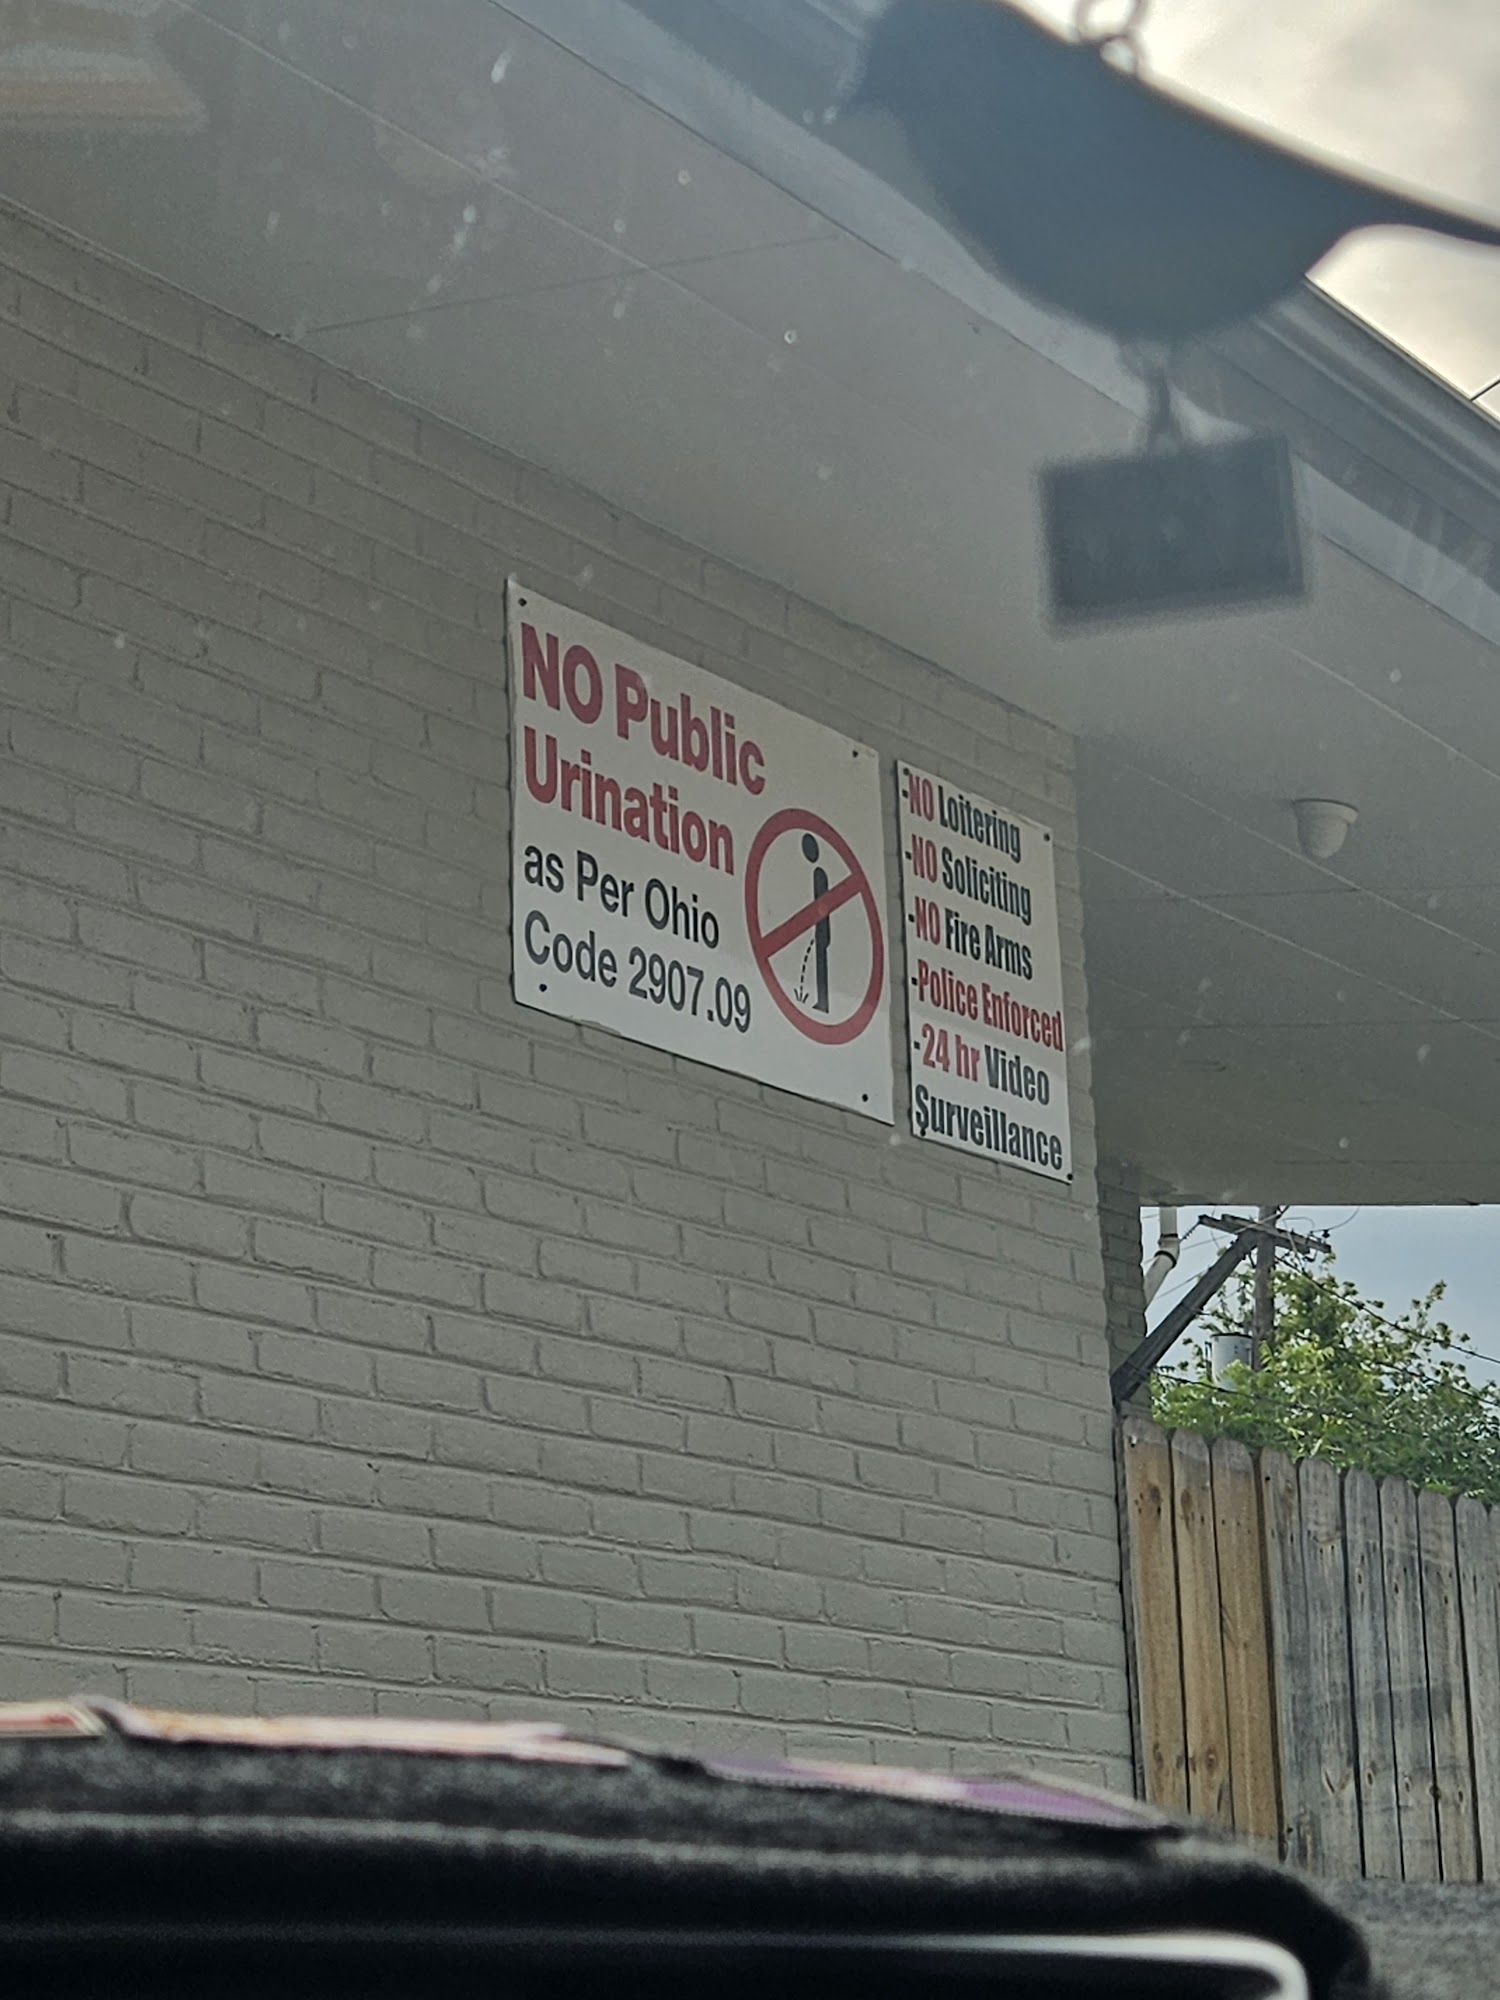 NO Public
Urination
as Per Ohio
Code 2907.09
-NO Loitering
-NO Soliciting
-NO Fire Arms
-Police Enforced
-24 hr Video
Surveillance